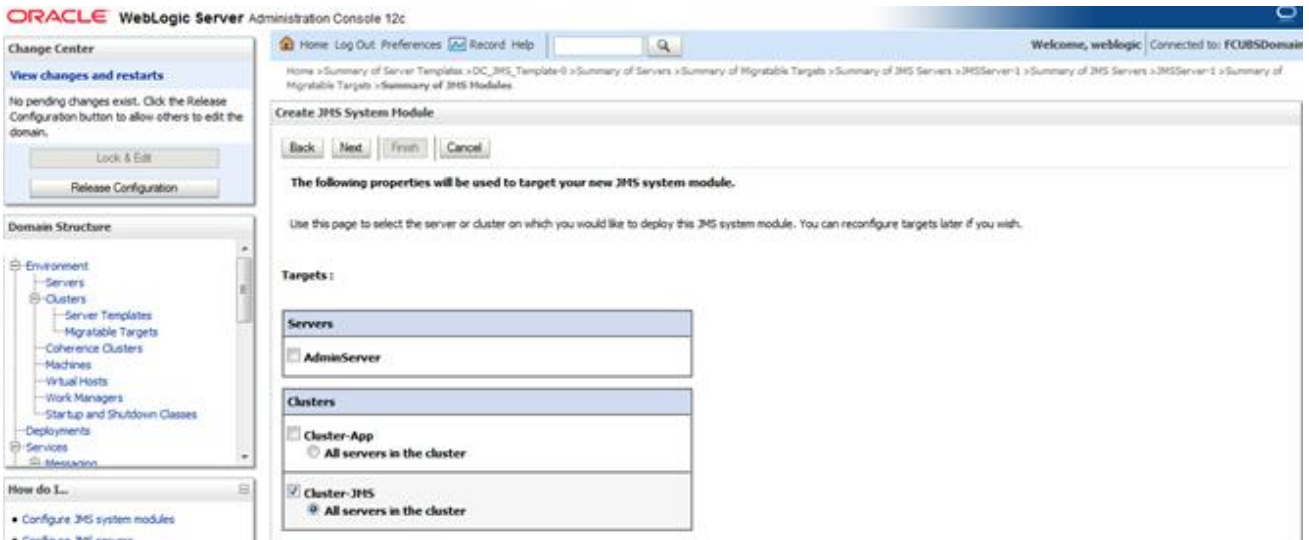 ORACLE WebLogic Server Administration Console 12c
Change Center
View changes and restarts
No pending changes exist. Click the Release
Configuration button to allow others to edit the
domain.
Lock & Edit
Release Configuration
Domain Structure
Environment
Servers
Clusters
Server Templates
Migratable Targets
Coherence Clusters
Machines
Virtual Hosts
Work Managers
Startup and Shutdown Classes
Deployments
Services
Messaging
How do I...
Configure JMS system modules
Configure JMS servers
Home Log Out Preferences Record Help
Welcome, weblogic Connected to: FCUBSDomain
Home >Summary of Server Templates >DC_JMS_Template-0 >Summary of Servers >Summary of Migratable Targets >Summary of JMS Servers >JMSServer-1 >Summary of JMS Servers >JMSServer-1 >Summary of
Migratable Targets >Summary of JMS Modules
Create JMS System Module
Back Next Finish Cancel
The following properties will be used to target your new JMS system module.
Use this page to select the server or cluster on which you would like to deploy this JMS system module. You can reconfigure targets later if you wish.
Targets :
Servers
AdminServer
Clusters
Cluster-App
All servers in the cluster
Cluster-JMS
All servers in the cluster